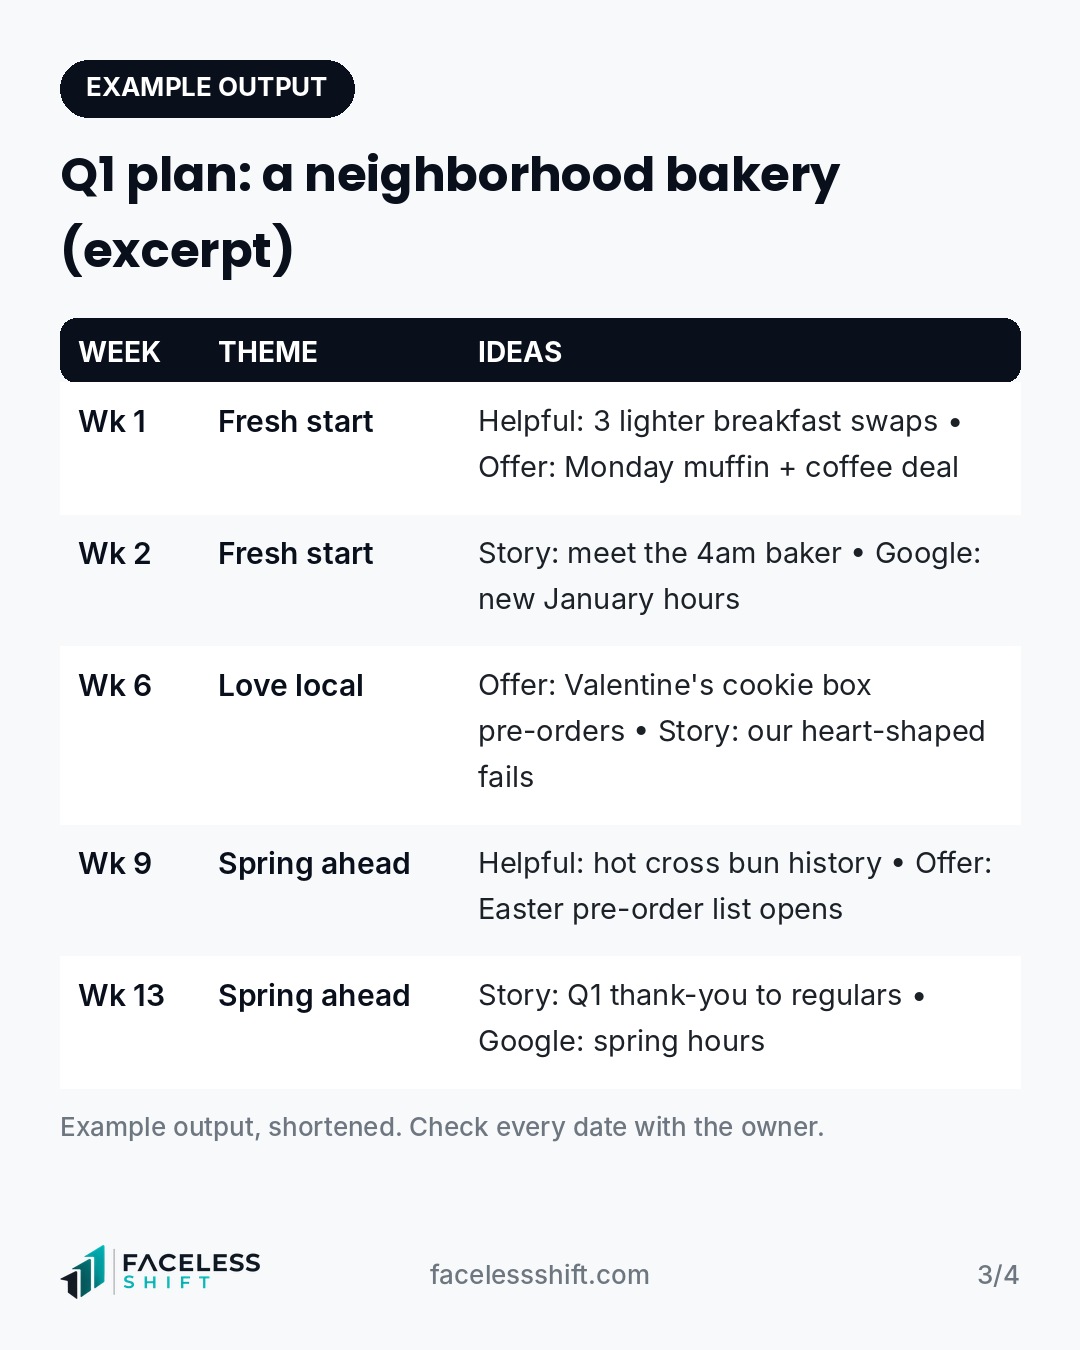 EXAMPLE OUTPUT
Q1 plan: a neighborhood bakery
(excerpt)
WEEK THEME IDEAS
Wk 1 Fresh start Helpful: 3 lighter breakfast swaps •
Offer: Monday muffin + coffee deal
Wk 2 Fresh start Story: meet the 4am baker • Google:
new January hours
Wk 6 Love local Offer: Valentine's cookie box
pre-orders • Story: our heart-shaped
fails
Wk 9 Spring ahead Helpful: hot cross bun history • Offer:
Easter pre-order list opens
Wk 13 Spring ahead Story: Q1 thank-you to regulars •
Google: spring hours
Example output, shortened. Check every date with the owner.
FACELESS
SHIFT
facelessshift.com
3/4